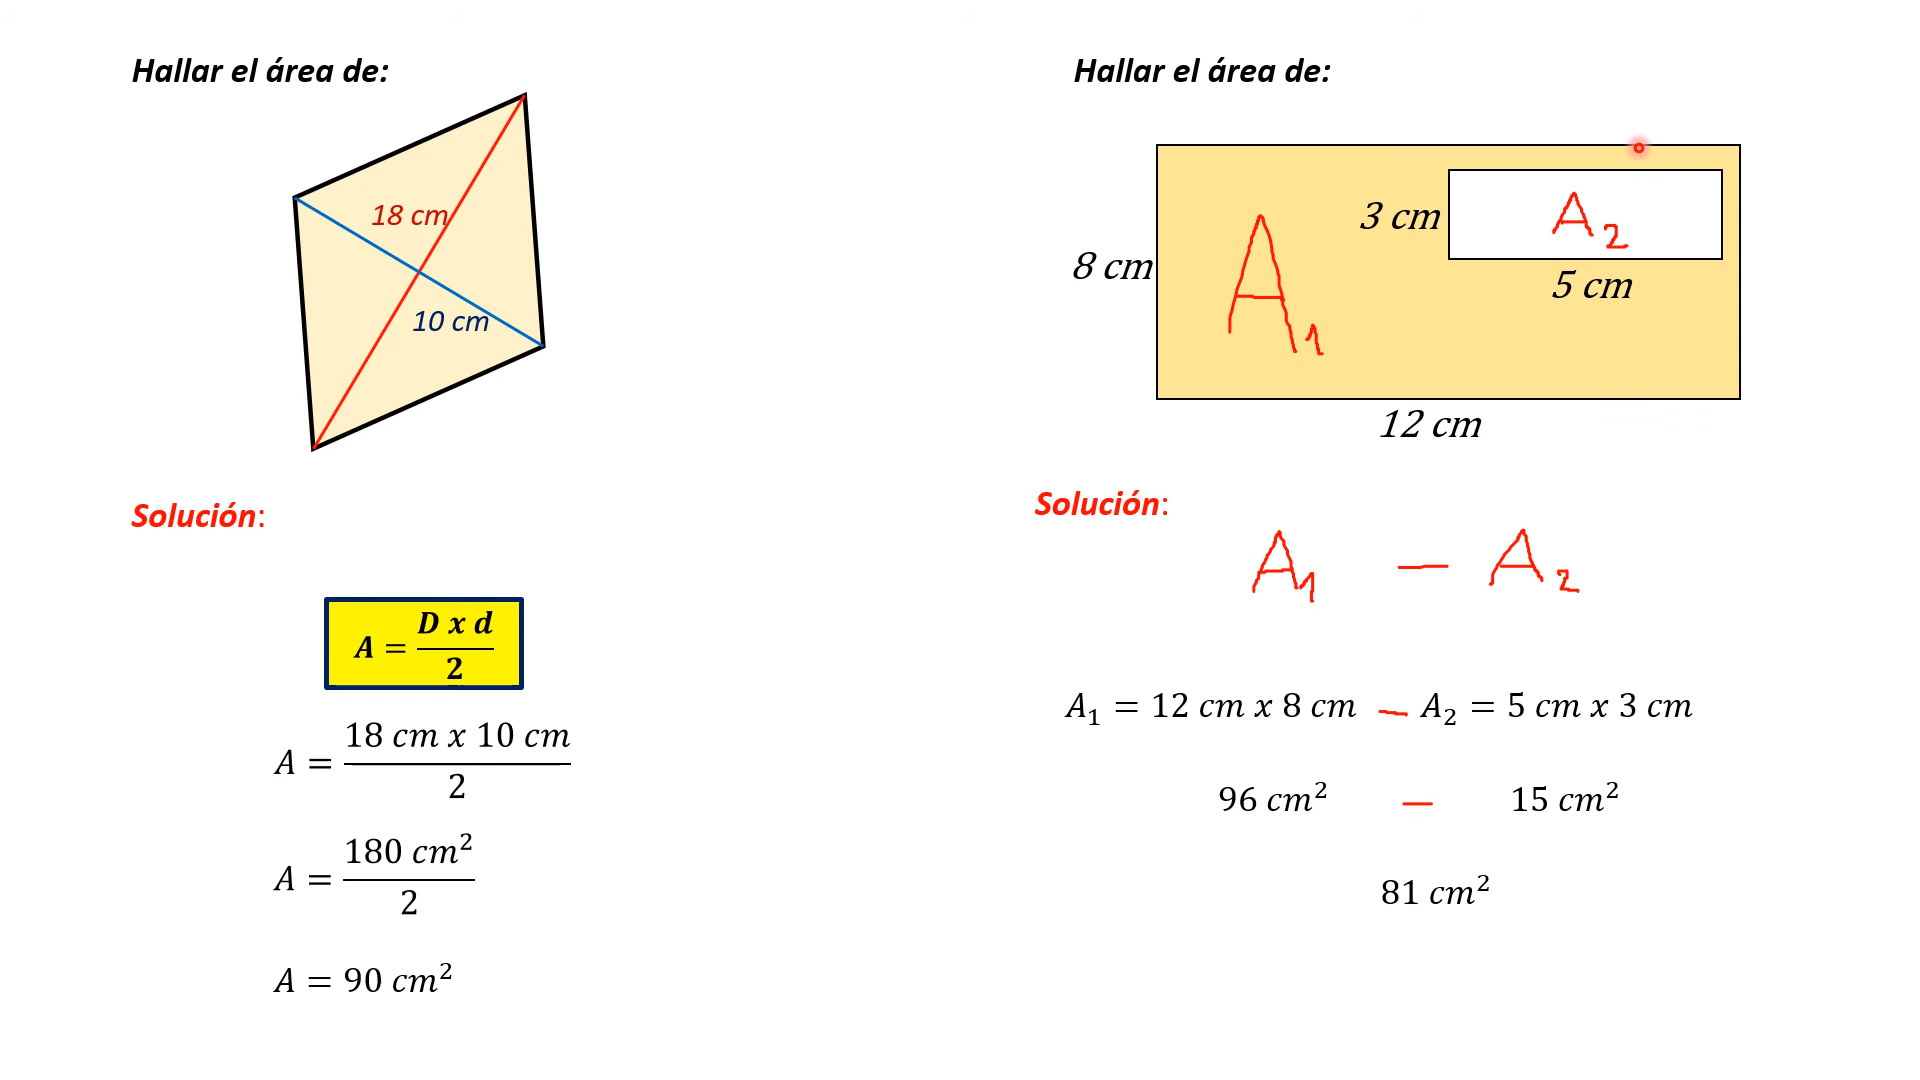 Hallar el área de:
18 cm
10 cm
Solución:
A = D x d / 2
A = 18 cm x 10 cm / 2
A = 180 cm² / 2
A = 90 cm²
Hallar el área de:
A₂
3 cm
8 cm
A₁
5 cm
12 cm
Solución:
A₁ — A₂
A₁ = 12 cm x 8 cm — A₂ = 5 cm x 3 cm
96 cm² — 15 cm²
81 cm²